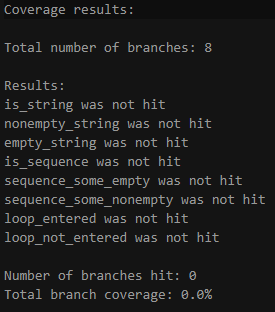 Coverage results:
Total number of branches: 8
Results:
is_string was not hit
nonempty_string was not hit
empty_string was not hit
is_sequence was not hit
sequence_some_empty was not hit
sequence_some_nonempty was not hit
loop_entered was not hit
loop_not_entered was not hit
Number of branches hit: 0
Total branch coverage: 0.0%